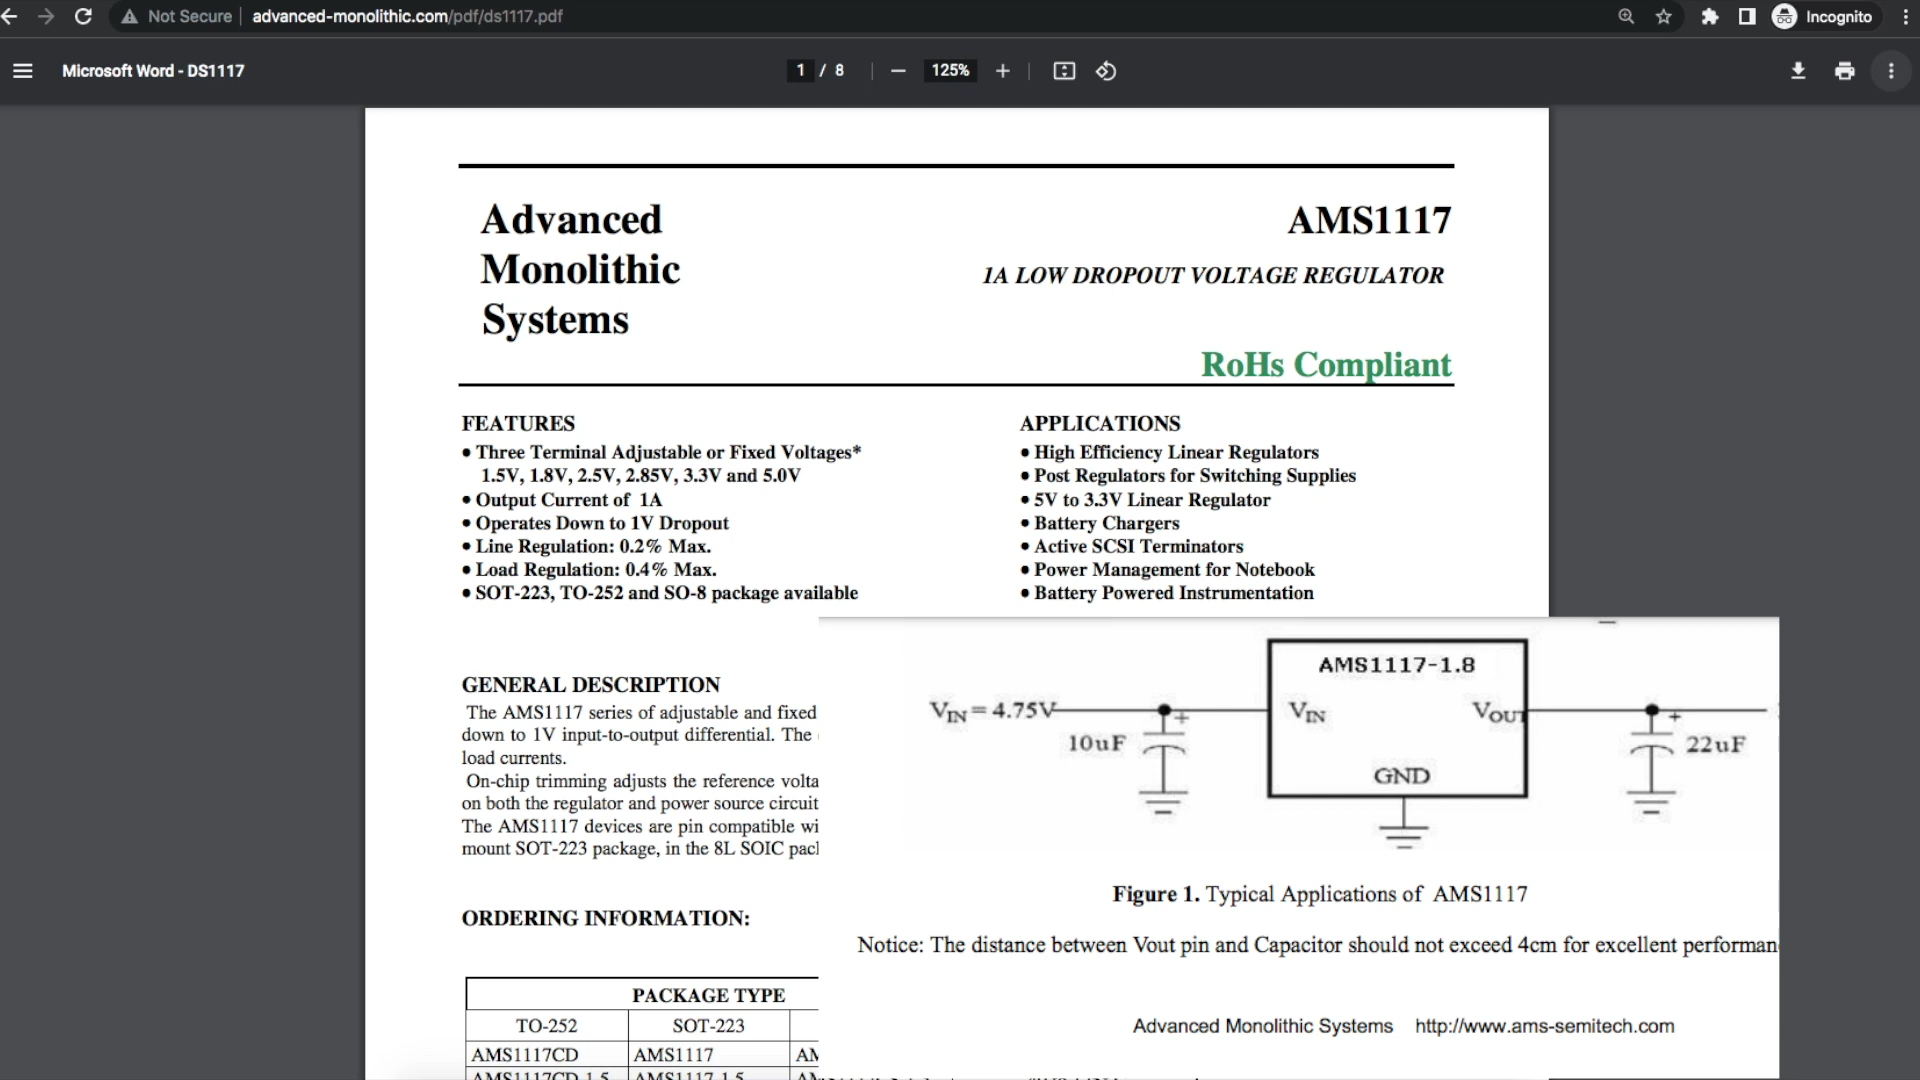 Not Secure
advanced-monolithic.com/pdf/ds1117.pdf
Incognito
Microsoft Word - DS1117
1 / 8
125%
Advanced
Monolithic
Systems
AMS1117
1A LOW DROPOUT VOLTAGE REGULATOR
RoHs Compliant
FEATURES
• Three Terminal Adjustable or Fixed Voltages*
1.5V, 1.8V, 2.5V, 2.85V, 3.3V and 5.0V
• Output Current of 1A
• Operates Down to 1V Dropout
• Line Regulation: 0.2% Max.
• Load Regulation: 0.4% Max.
• SOT-223, TO-252 and SO-8 package available
APPLICATIONS
• High Efficiency Linear Regulators
• Post Regulators for Switching Supplies
• 5V to 3.3V Linear Regulator
• Battery Chargers
• Active SCSI Terminators
• Power Management for Notebook
• Battery Powered Instrumentation
GENERAL DESCRIPTION
The AMS1117 series of adjustable and fixed
down to 1V input-to-output differential. The
load currents.
On-chip trimming adjusts the reference volta
on both the regulator and power source circuit
The AMS1117 devices are pin compatible wi
mount SOT-223 package, in the 8L SOIC pac
ORDERING INFORMATION:
PACKAGE TYPE
TO-252 SOT-223
AMS1117CD AMS1117
AMS1117CD-1.5 AMS1117-1.5
AMS1117-1.8
VIN = 4.75V
VIN
VOUT
10uF
22uF
GND
Figure 1. Typical Applications of AMS1117
Notice: The distance between Vout pin and Capacitor should not exceed 4cm for excellent performan
Advanced Monolithic Systems http://www.ams-semitech.com